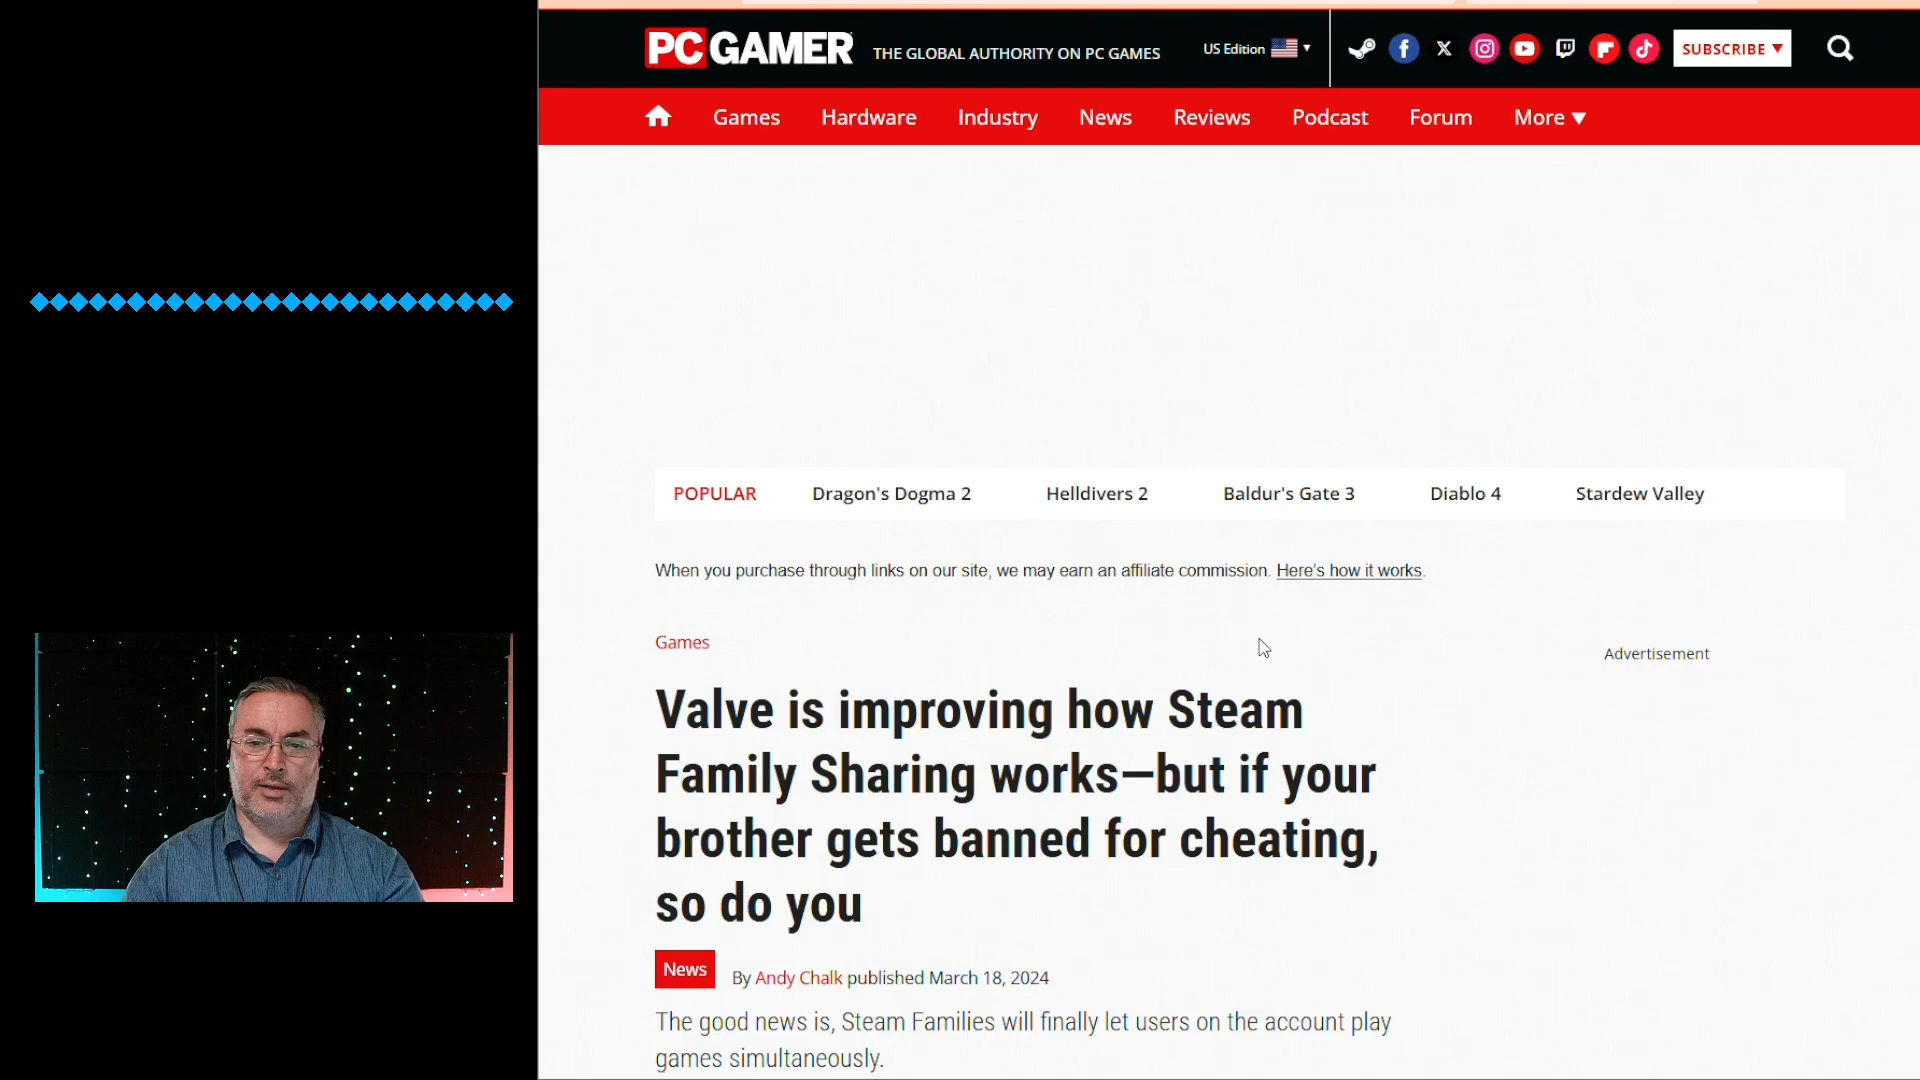 PC GAMER THE GLOBAL AUTHORITY ON PC GAMES US Edition SUBSCRIBE
Games Hardware Industry News Reviews Podcast Forum More
POPULAR Dragon's Dogma 2 Helldivers 2 Baldur's Gate 3 Diablo 4 Stardew Valley
When you purchase through links on our site, we may earn an affiliate commission. Here’s how it works.
Games
Advertisement
Valve is improving how Steam
Family Sharing works—but if your
brother gets banned for cheating,
so do you
News By Andy Chalk published March 18, 2024
The good news is, Steam Families will finally let users on the account play
games simultaneously.